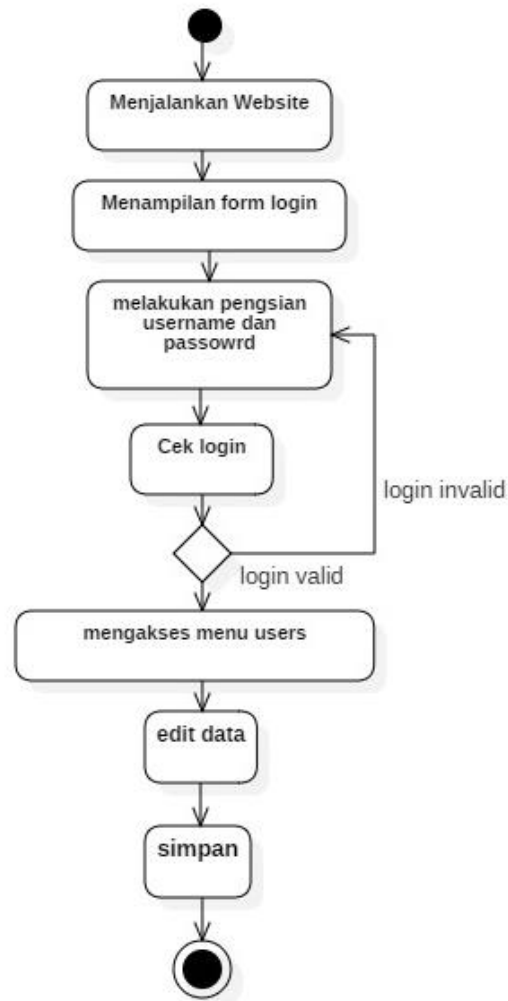 Menjalankan Website
Menampilan form login
melakukan pengsian
username dan
passowrd
Cek login
login invalid
login valid
mengakses menu users
edit data
simpan